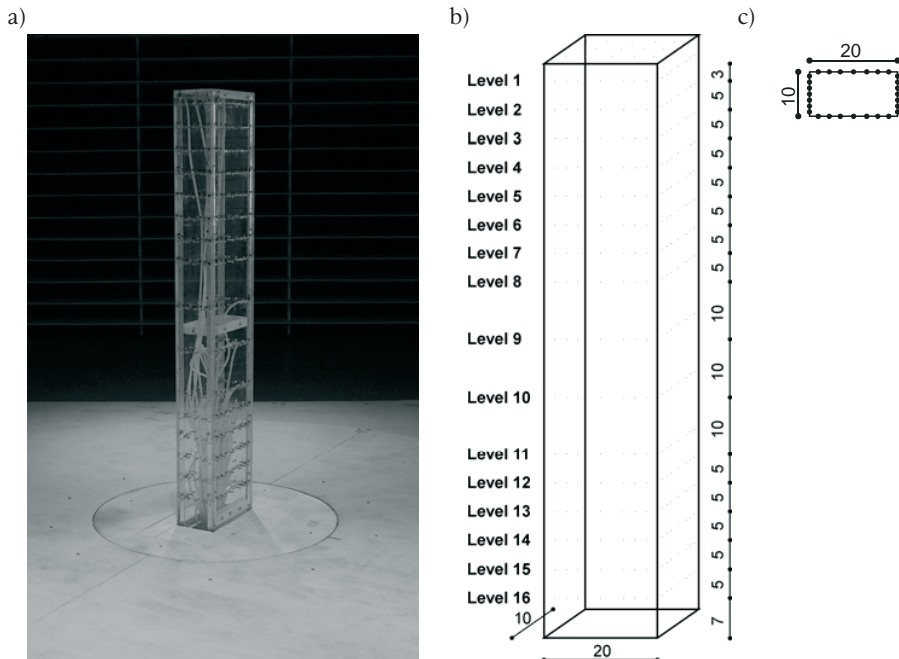 a)
b)
c)
Level 1
Level 2
Level 3
Level 4
Level 5
Level 6
Level 7
Level 8
Level 9
Level 10
Level 11
Level 12
Level 13
Level 14
Level 15
Level 16
3
5
5
5
5
5
5
5
10
10
10
5
5
5
5
5
7
10
20
20
10